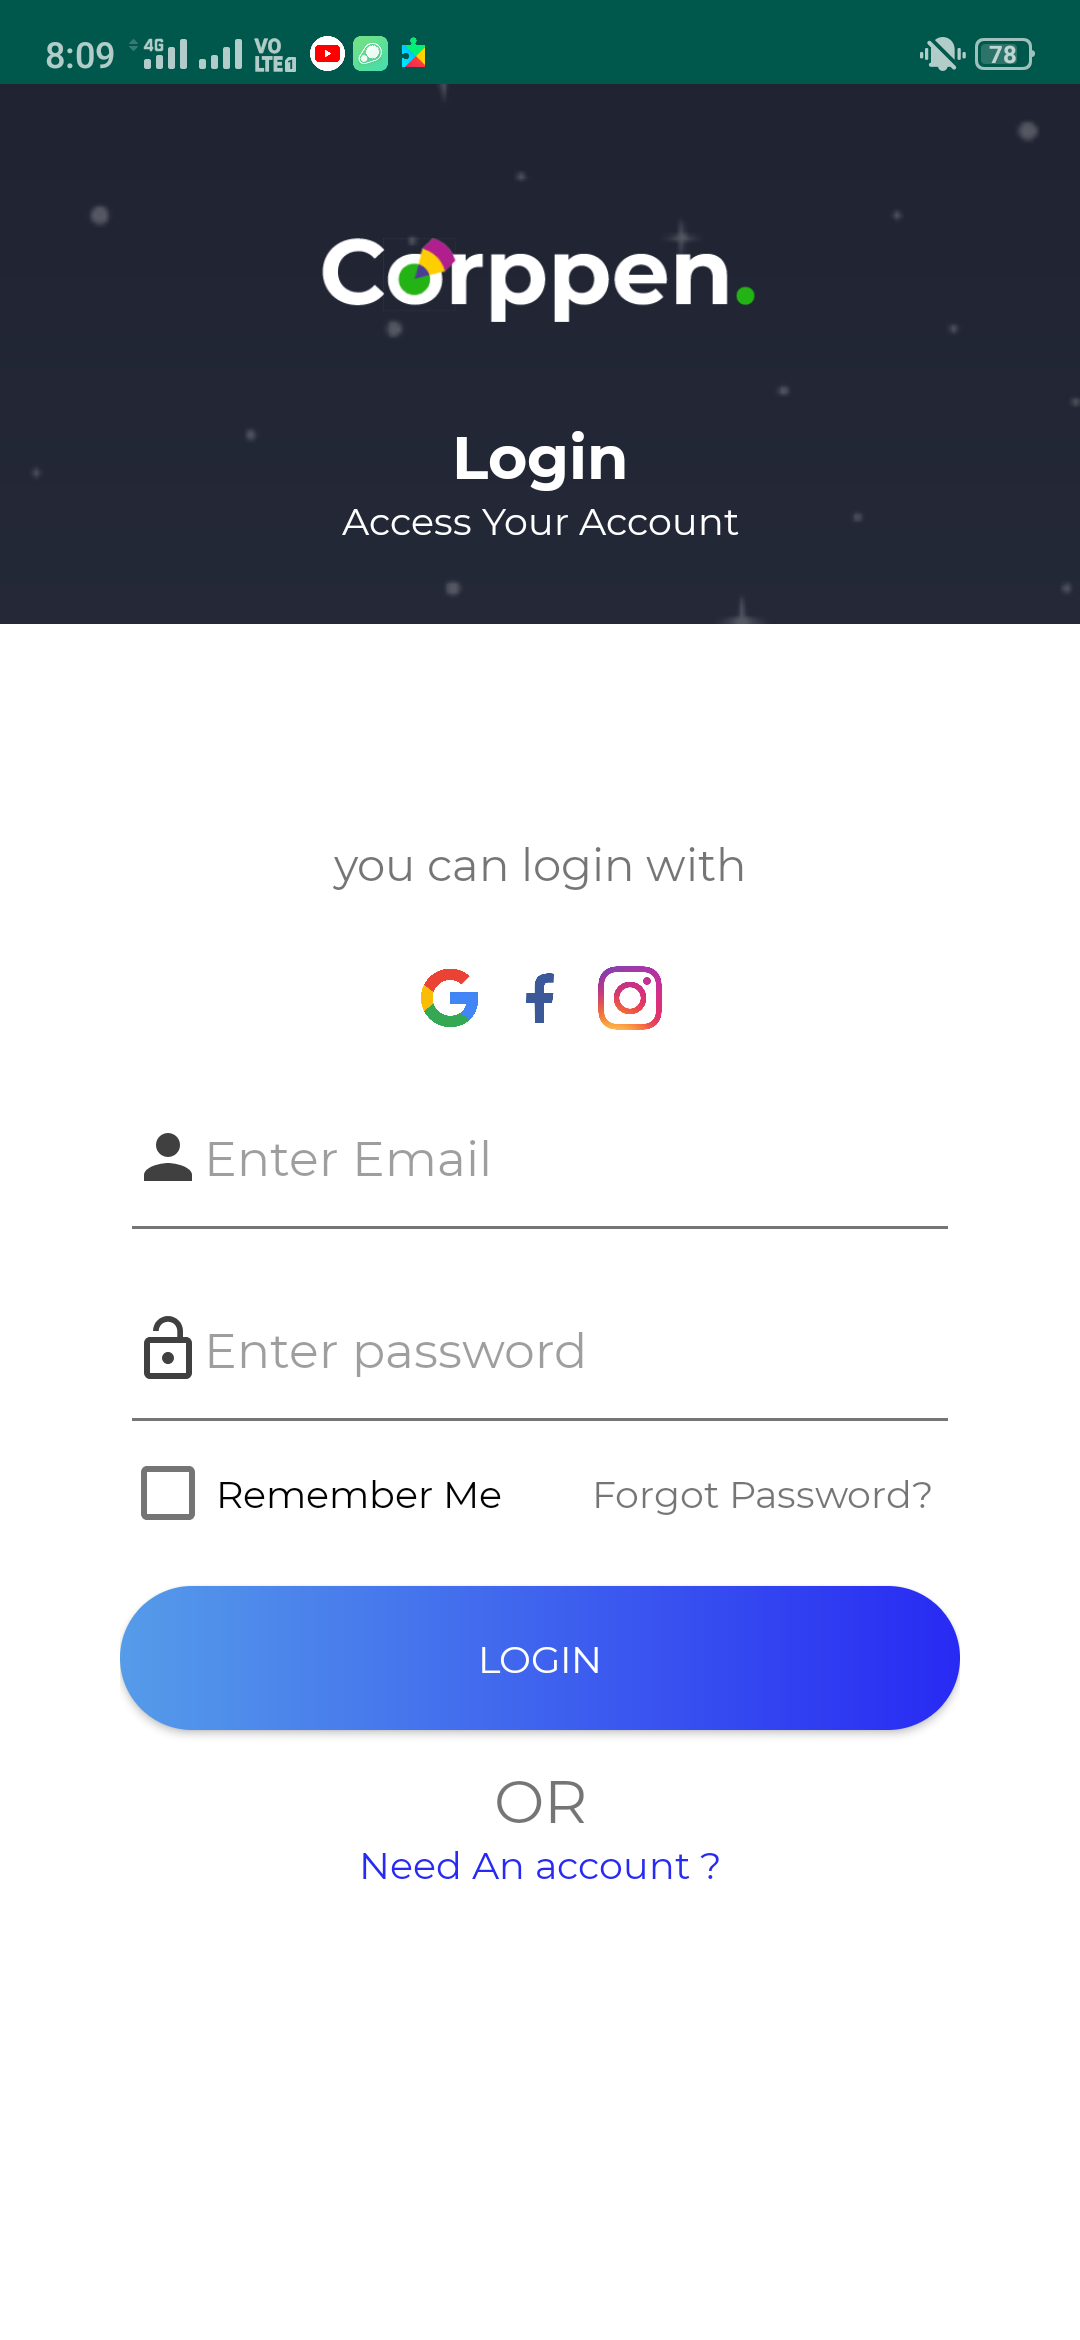 8:09 4G VO LTE 1 78
Corppen.
Login
Access Your Account
you can login with
Enter Email
Enter password
Remember Me Forgot Password?
LOGIN
OR
Need An account ?